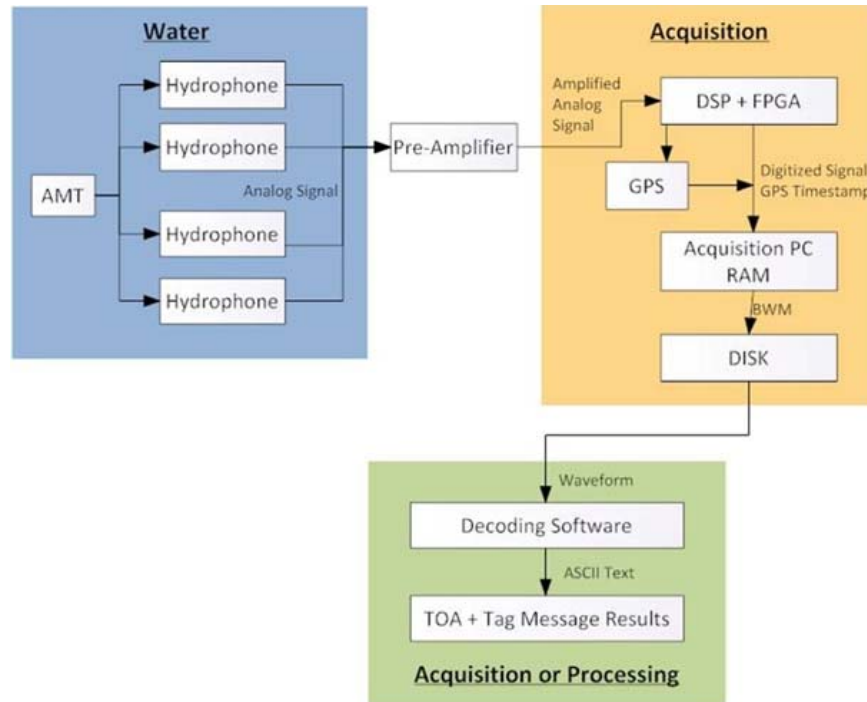 Water
Hydrophone
Hydrophone
AMT
Analog Signal
Hydrophone
Hydrophone
Pre-Amplifier
Acquisition
Amplified
Analog
Signal
DSP + FPGA
GPS
Digitized Signal
GPS Timestamp
Acquisition PC
RAM
BWM
DISK
Waveform
Decoding Software
ASCII Text
TOA + Tag Message Results
Acquisition or Processing